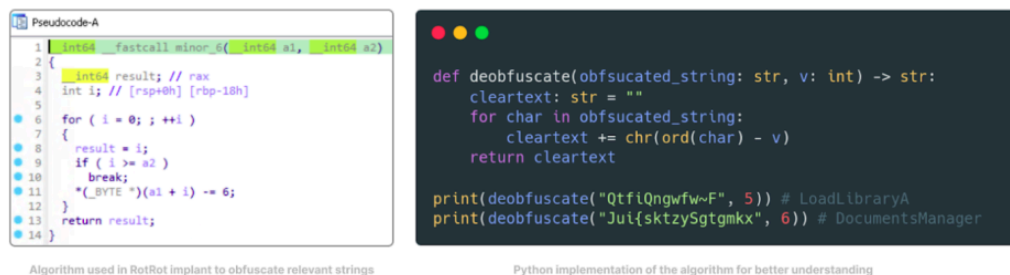 Pseudocode-A
1 __int64 __fastcall minor_6(__int64 a1, __int64 a2)
2 {
3 __int64 result; // rax
4 int i; // [rsp+0h] [rbp-18h]
5
6 for ( i = 0; ; ++i )
7 {
8 result = i;
9 if ( i >= a2 )
10 break;
11 *(_BYTE *)(a1 + i) -= 6;
12 }
13 return result;
14 }
Algorithm used in RotRot implant to obfuscate relevant strings
def deobfuscate(obfsucated_string: str, v: int) -> str:
cleartext: str = ""
for char in obfsucated_string:
cleartext += chr(ord(char) - v)
return cleartext
print(deobfuscate("QtfiQngwfw~F", 5)) # LoadLibraryA
print(deobfuscate("Jui{sktzySgtgmkx", 6)) # DocumentsManager
Python implementation of the algorithm for better understanding